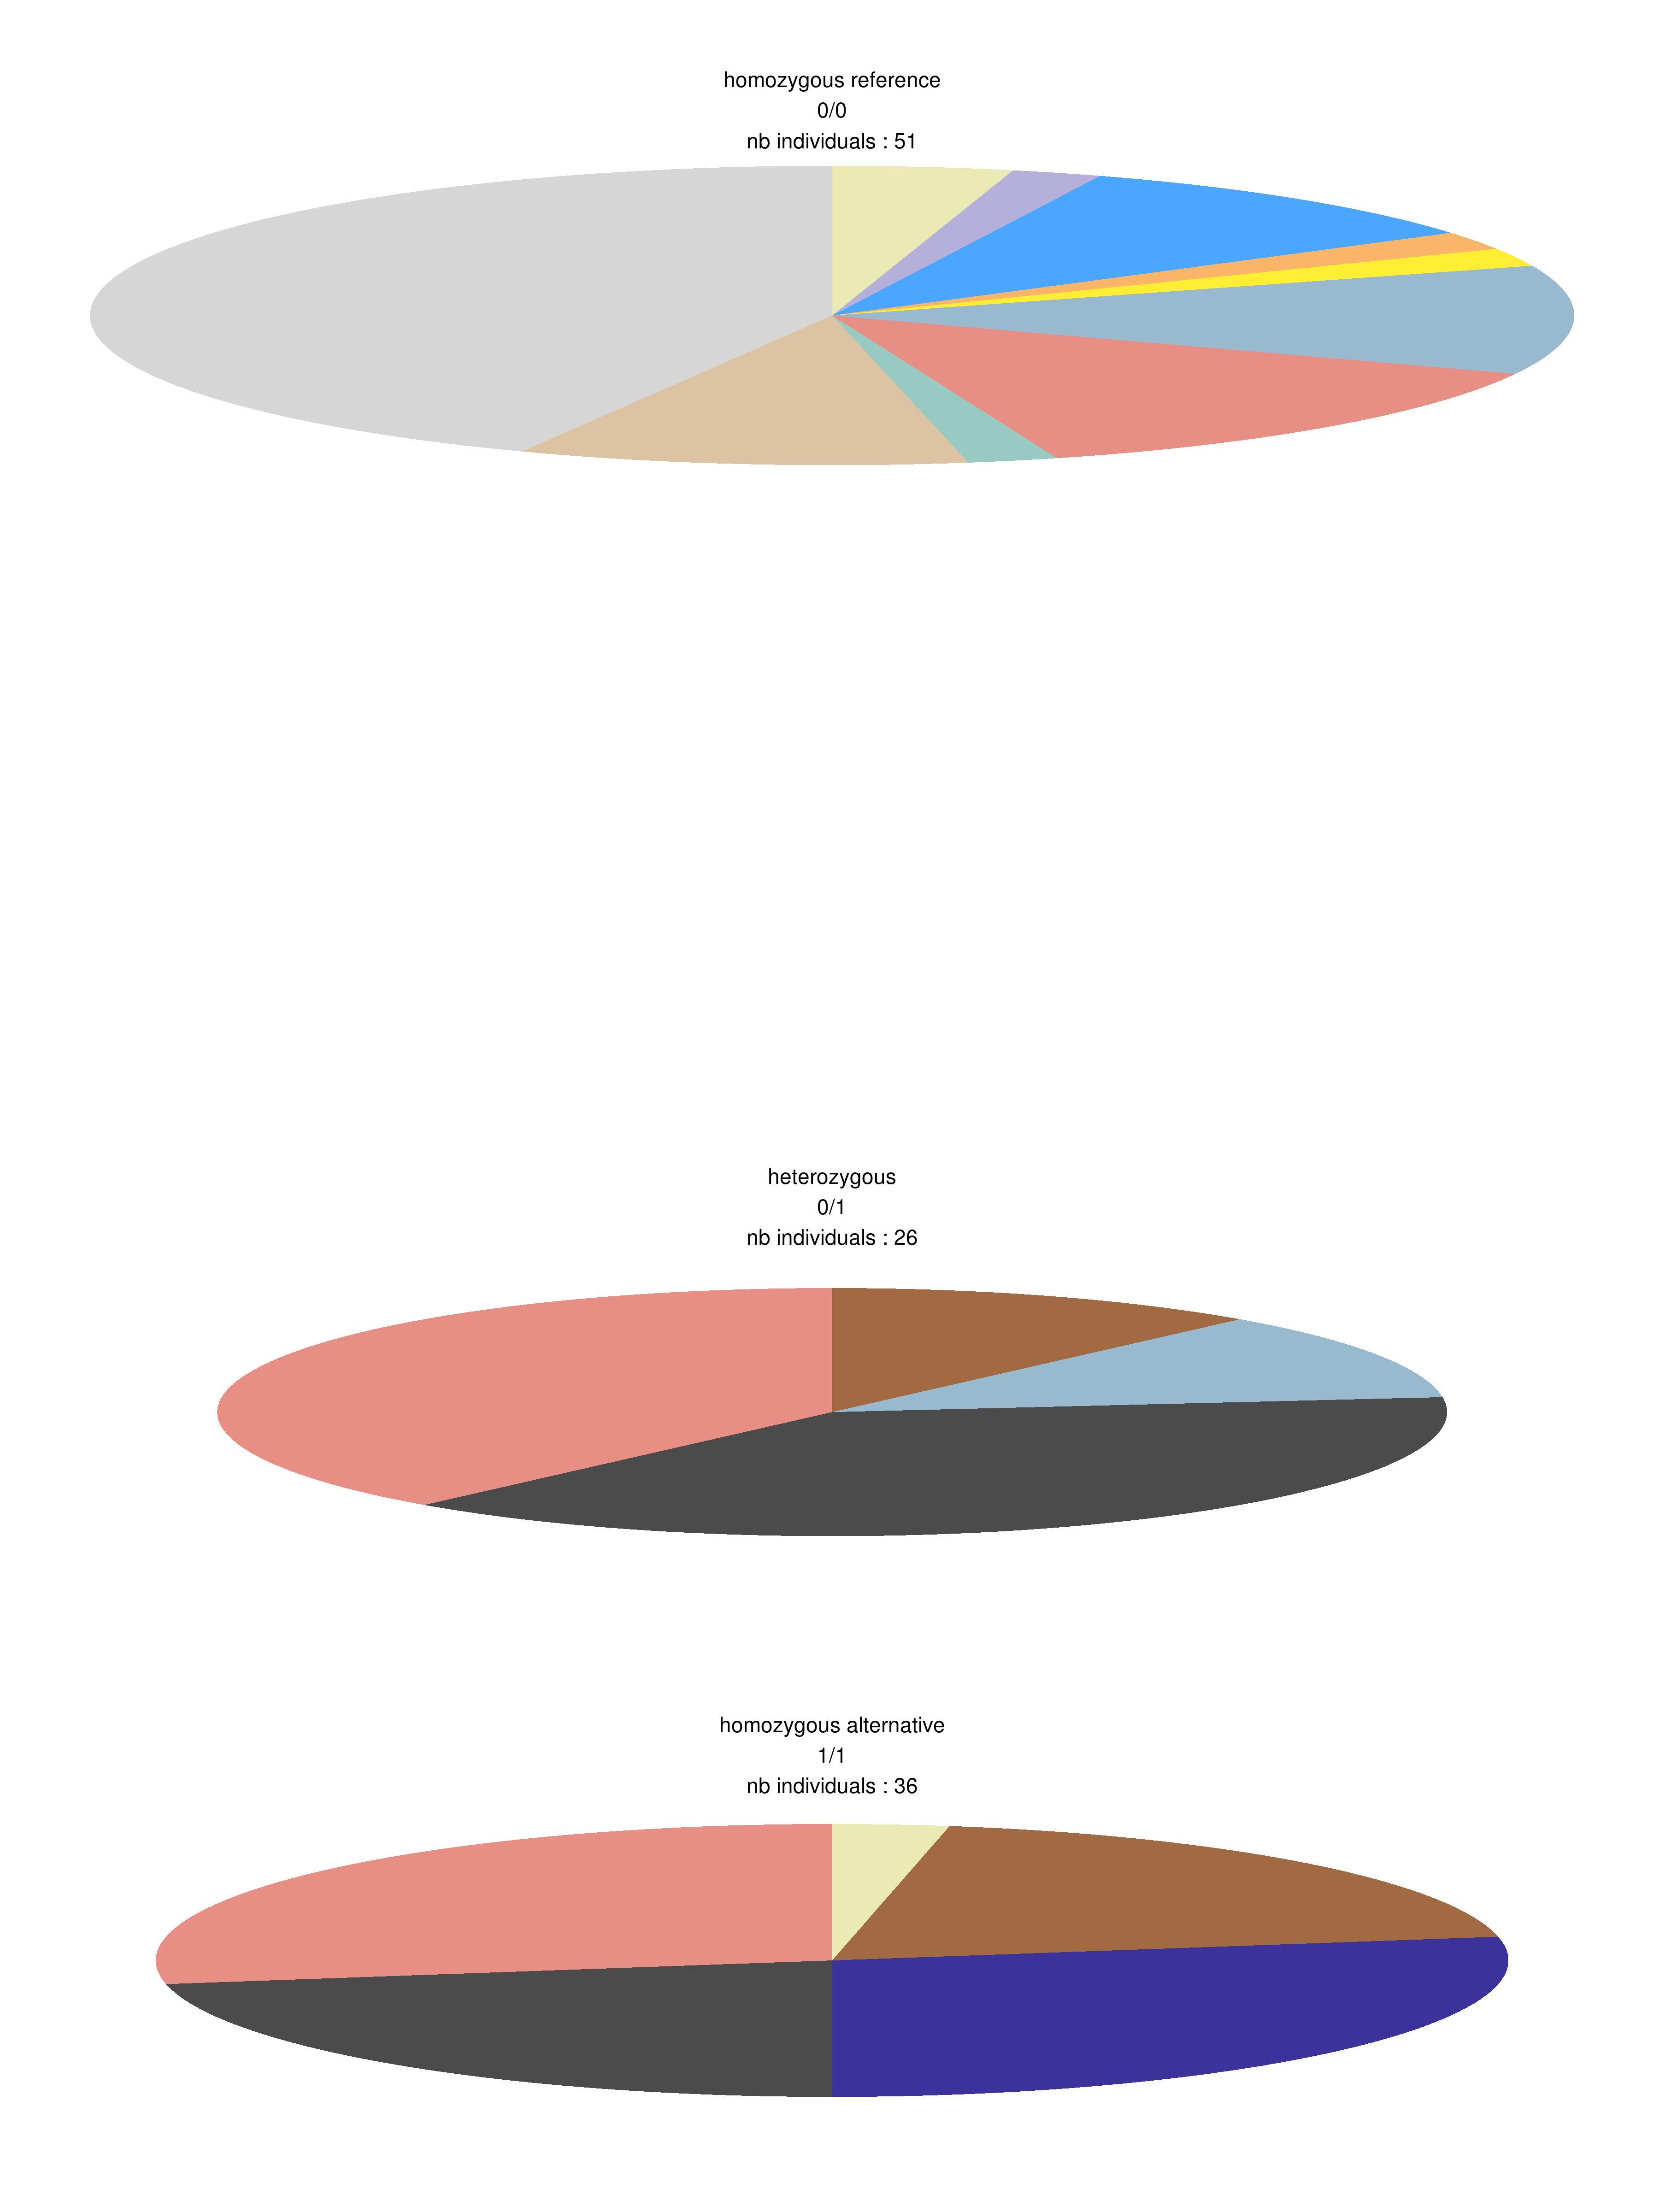 homozygous reference
0/0
nb individuals : 51
heterozygous
0/1
nb individuals : 26
homozygous alternative
1/1
nb individuals : 36